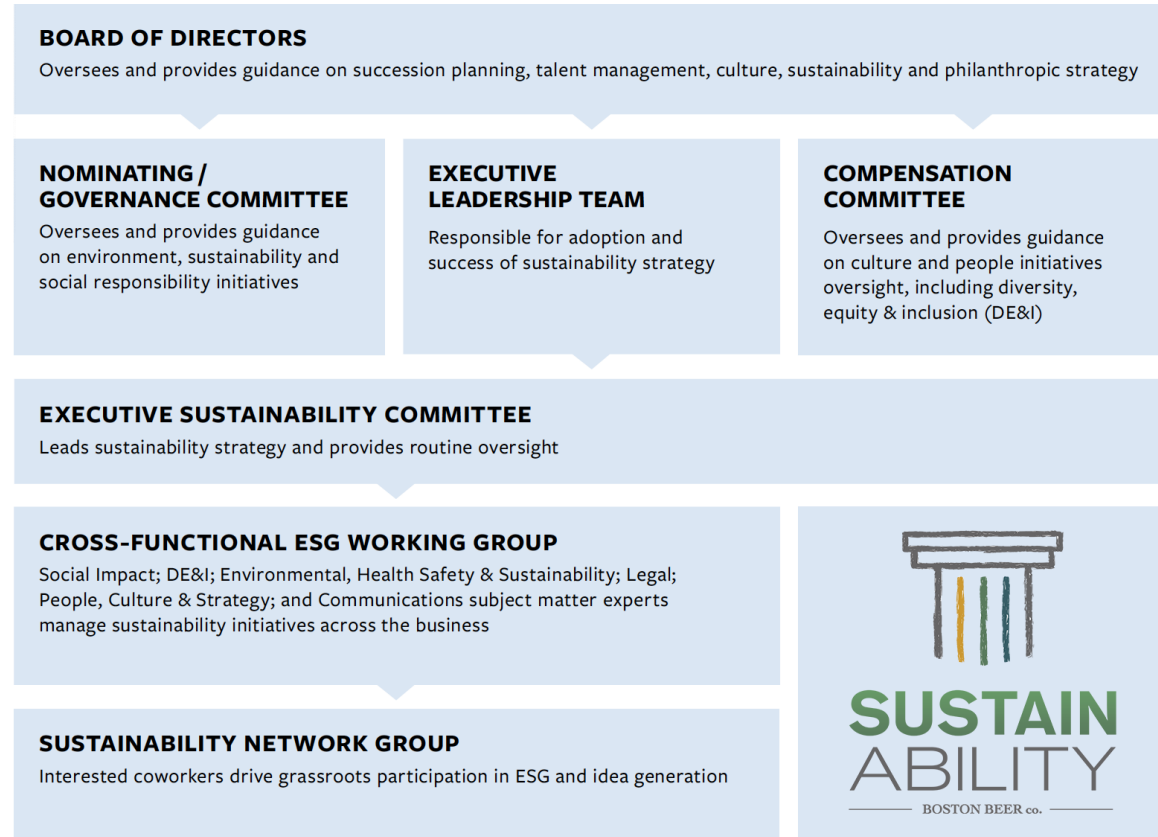 BOARD OF DIRECTORS
Oversees and provides guidance on succession planning, talent management, culture, sustainability and philanthropic strategy
NOMINATING /
GOVERNANCE COMMITTEE
Oversees and provides guidance
on environment, sustainability and
social responsibility initiatives
EXECUTIVE
LEADERSHIP TEAM
Responsible for adoption and
success of sustainability strategy
COMPENSATION
COMMITTEE
Oversees and provides guidance
on culture and people initiatives
oversight, including diversity,
equity & inclusion (DE&I)
EXECUTIVE SUSTAINABILITY COMMITTEE
Leads sustainability strategy and provides routine oversight
CROSS-FUNCTIONAL ESG WORKING GROUP
Social Impact; DE&I; Environmental, Health Safety & Sustainability; Legal;
People, Culture & Strategy; and Communications subject matter experts
manage sustainability initiatives across the business
SUSTAINABILITY NETWORK GROUP
Interested coworkers drive grassroots participation in ESG and idea generation
SUSTAIN
ABILITY
BOSTON BEER co.